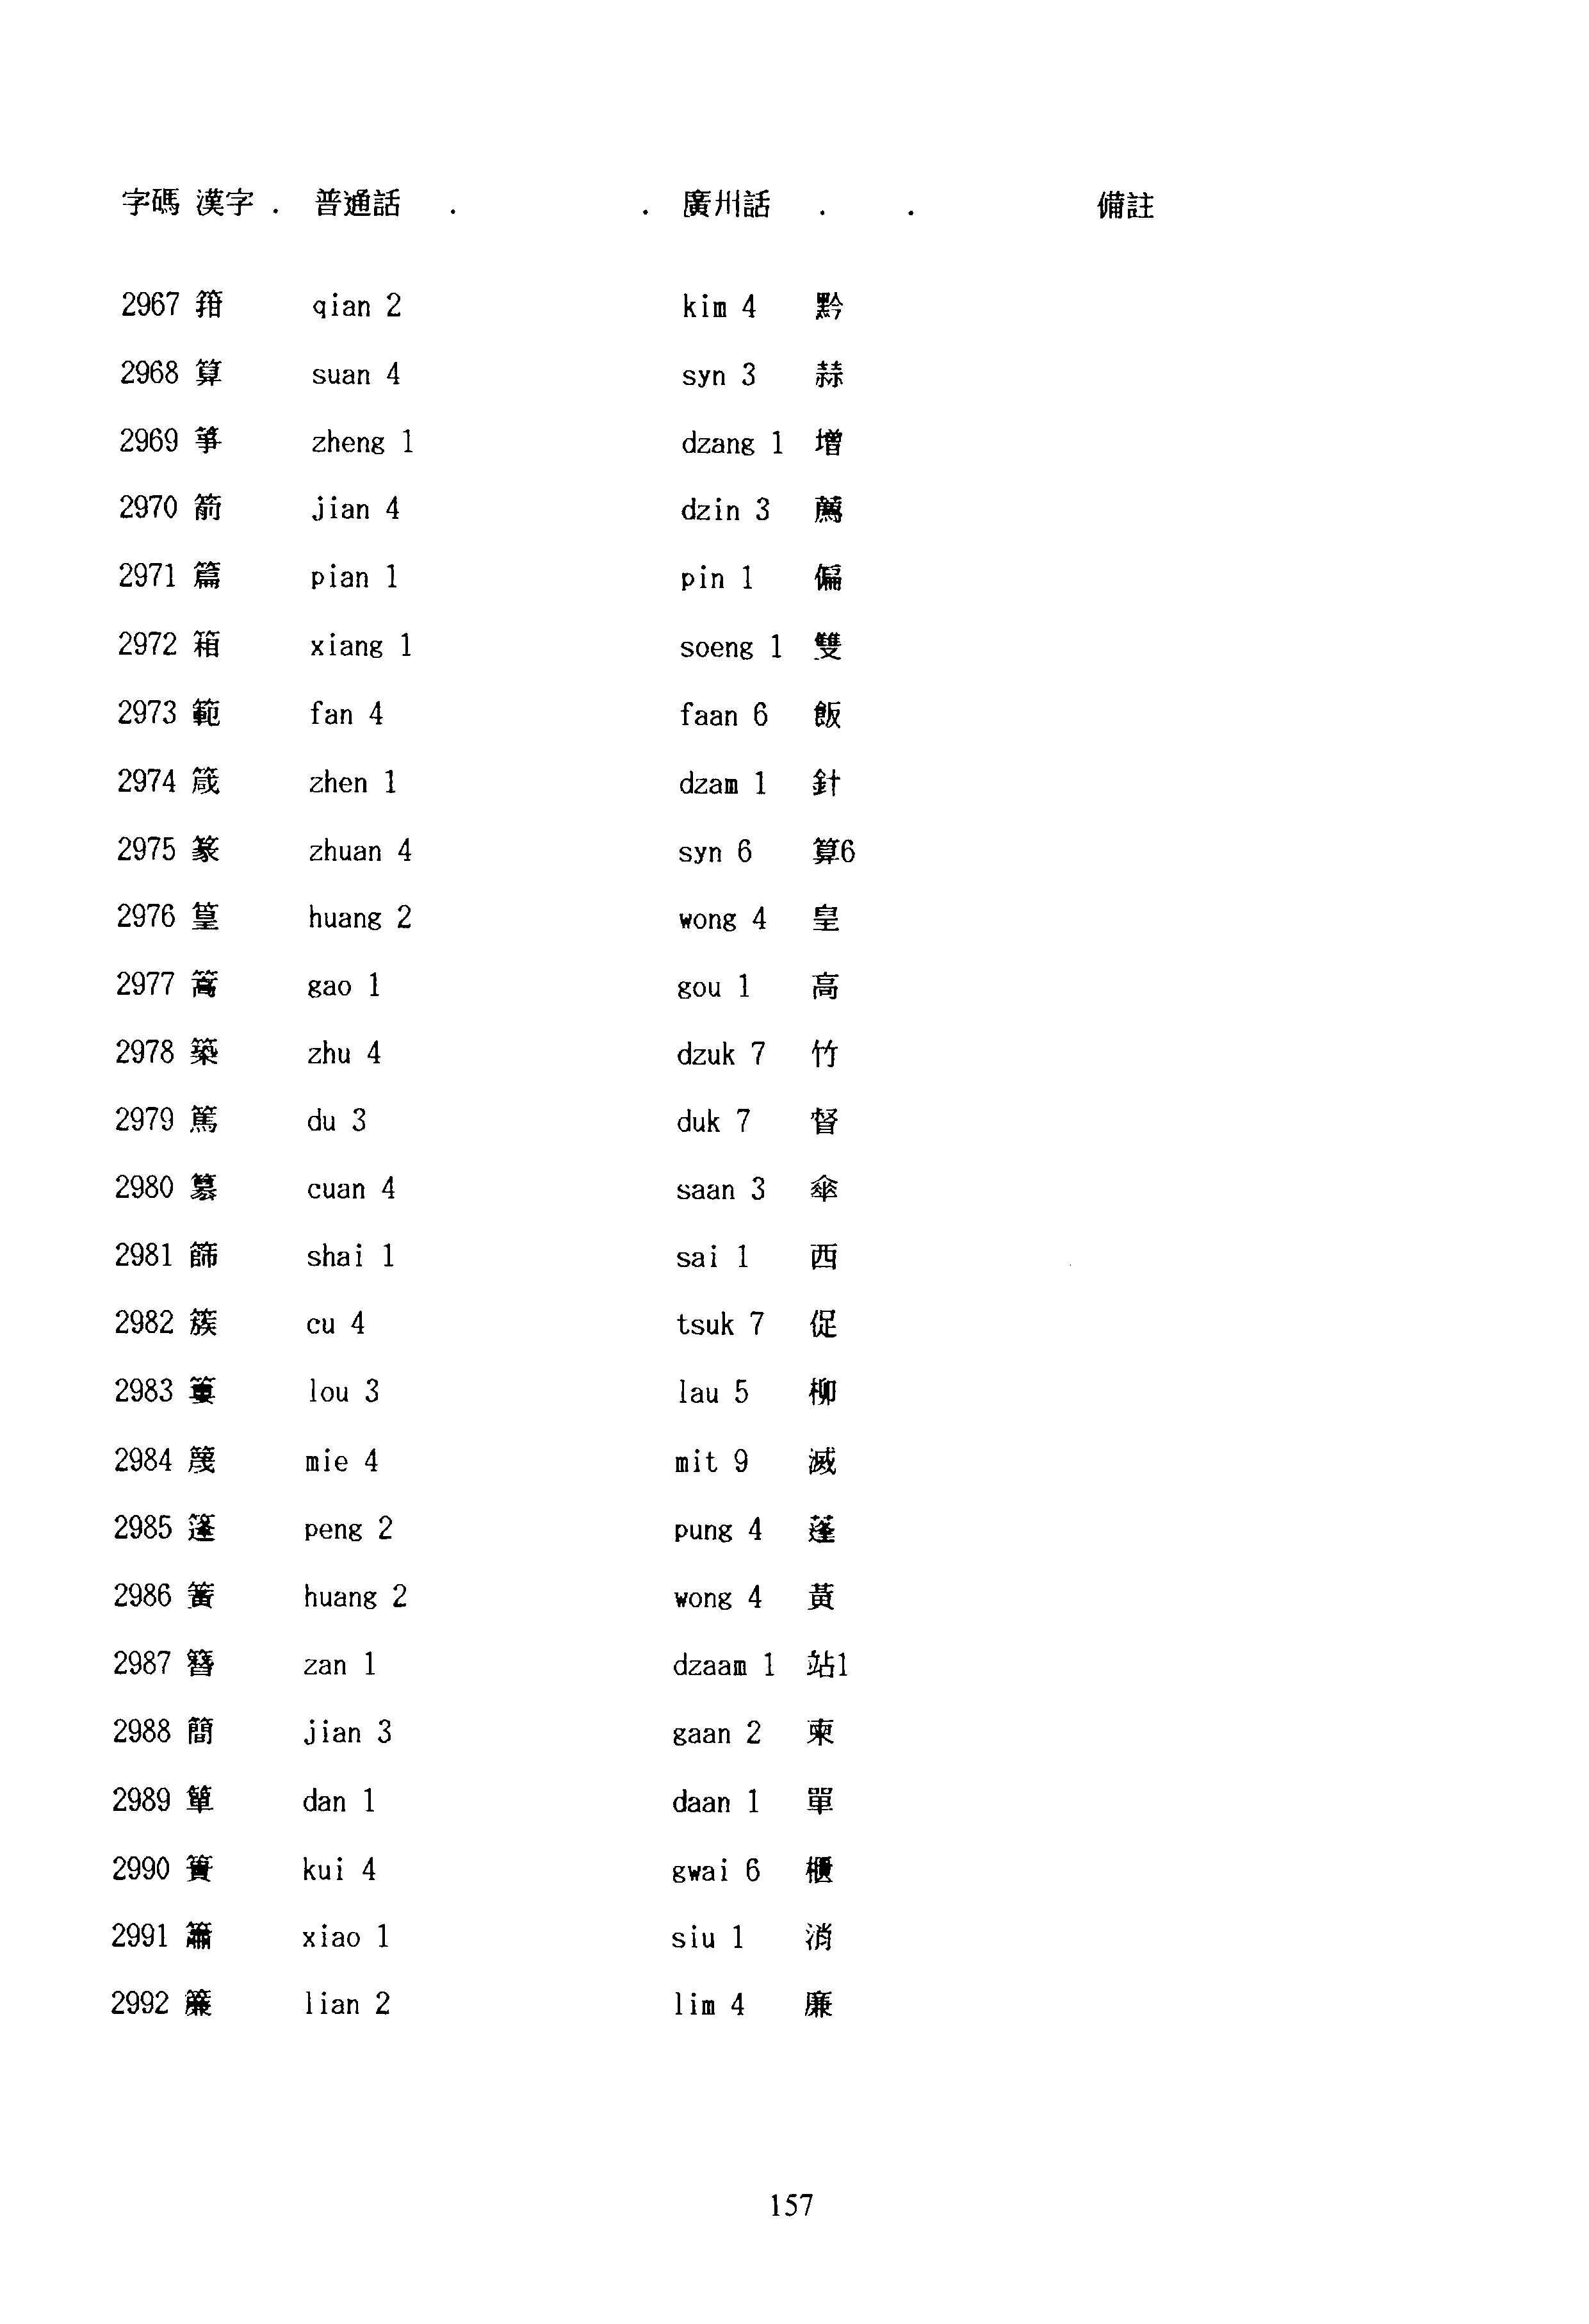 字碼 漢字 . 普通話 . . 廣州話 . . 備註
2967 箝 qian 2 kim 4 黔
2968 算 suan 4 syn 3 蒜
2969 箏 zheng 1 dzang 1 增
2970 箭 jian 4 dzin 3 薦
2971 篇 pian 1 pin 1 偏
2972 箱 xiang 1 soeng 1 雙
2973 範 fan 4 faan 6 飯
2974 箴 zhen 1 dzam 1 針
2975 篆 zhuan 4 syn 6 算6
2976 篁 huang 2 wong 4 皇
2977 篙 gao 1 gou 1 高
2978 築 zhu 4 dzuk 7 竹
2979 篤 du 3 duk 7 督
2980 篡 cuan 4 saan 3 傘
2981 篩 shai 1 sai 1 西
2982 簇 cu 4 tsuk 7 促
2983 簍 lou 3 lau 5 柳
2984 篾 mie 4 mit 9 滅
2985 篷 peng 2 pung 4 蓬
2986 簧 huang 2 wong 4 黃
2987 簪 zan 1 dzaam 1 站1
2988 簡 jian 3 gaan 2 柬
2989 簞 dan 1 daan 1 單
2990 簣 kui 4 gwai 6 櫃
2991 簫 xiao 1 siu 1 消
2992 簾 lian 2 lim 4 廉
157